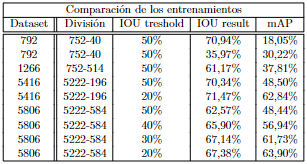 Comparación de los entrenamientos
Dataset División IOU treshold IOU result mAP
792 752-40 50% 70,94% 18,05%
792 752-40 50% 35,97% 30,22%
1266 752-514 50% 61,17% 37,81%
5416 5222-196 50% 70,34% 48,50%
5416 5222-196 20% 71,47% 62,84%
5806 5222-584 50% 62,57% 48,44%
5806 5222-584 40% 65,90% 56,94%
5806 5222-584 30% 67,14% 61,73%
5806 5222-584 20% 67,38% 63,90%